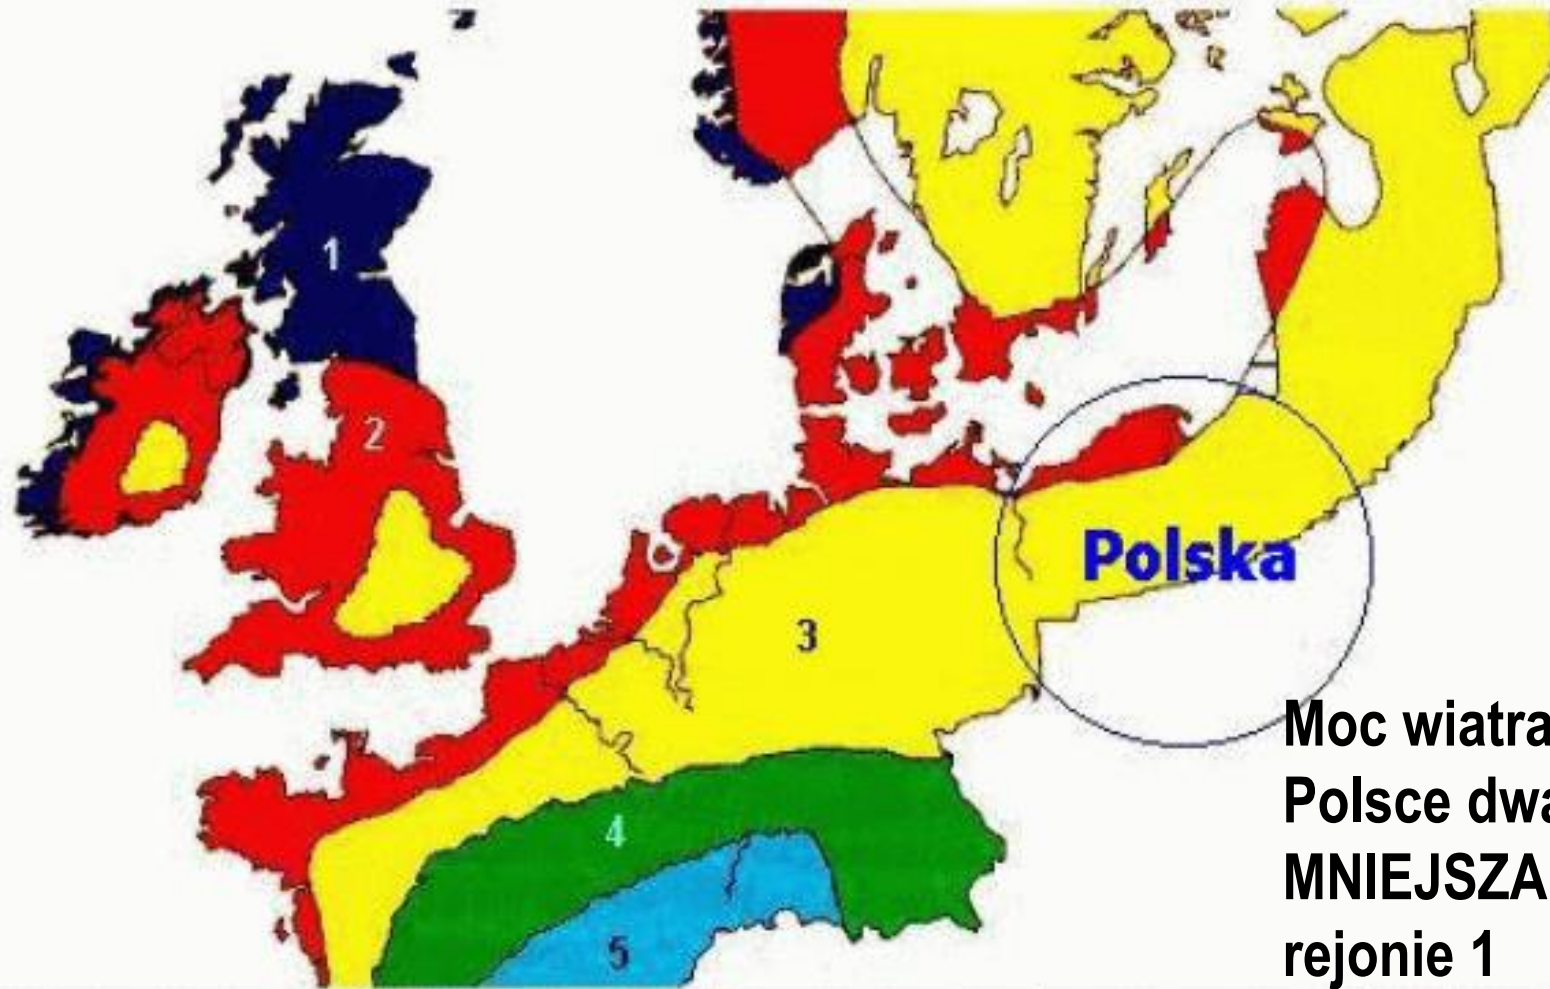 1
2
Polska
3
Moc wiatra
Polsce dwa
4
MNIEJSZA
5
rejonie 1